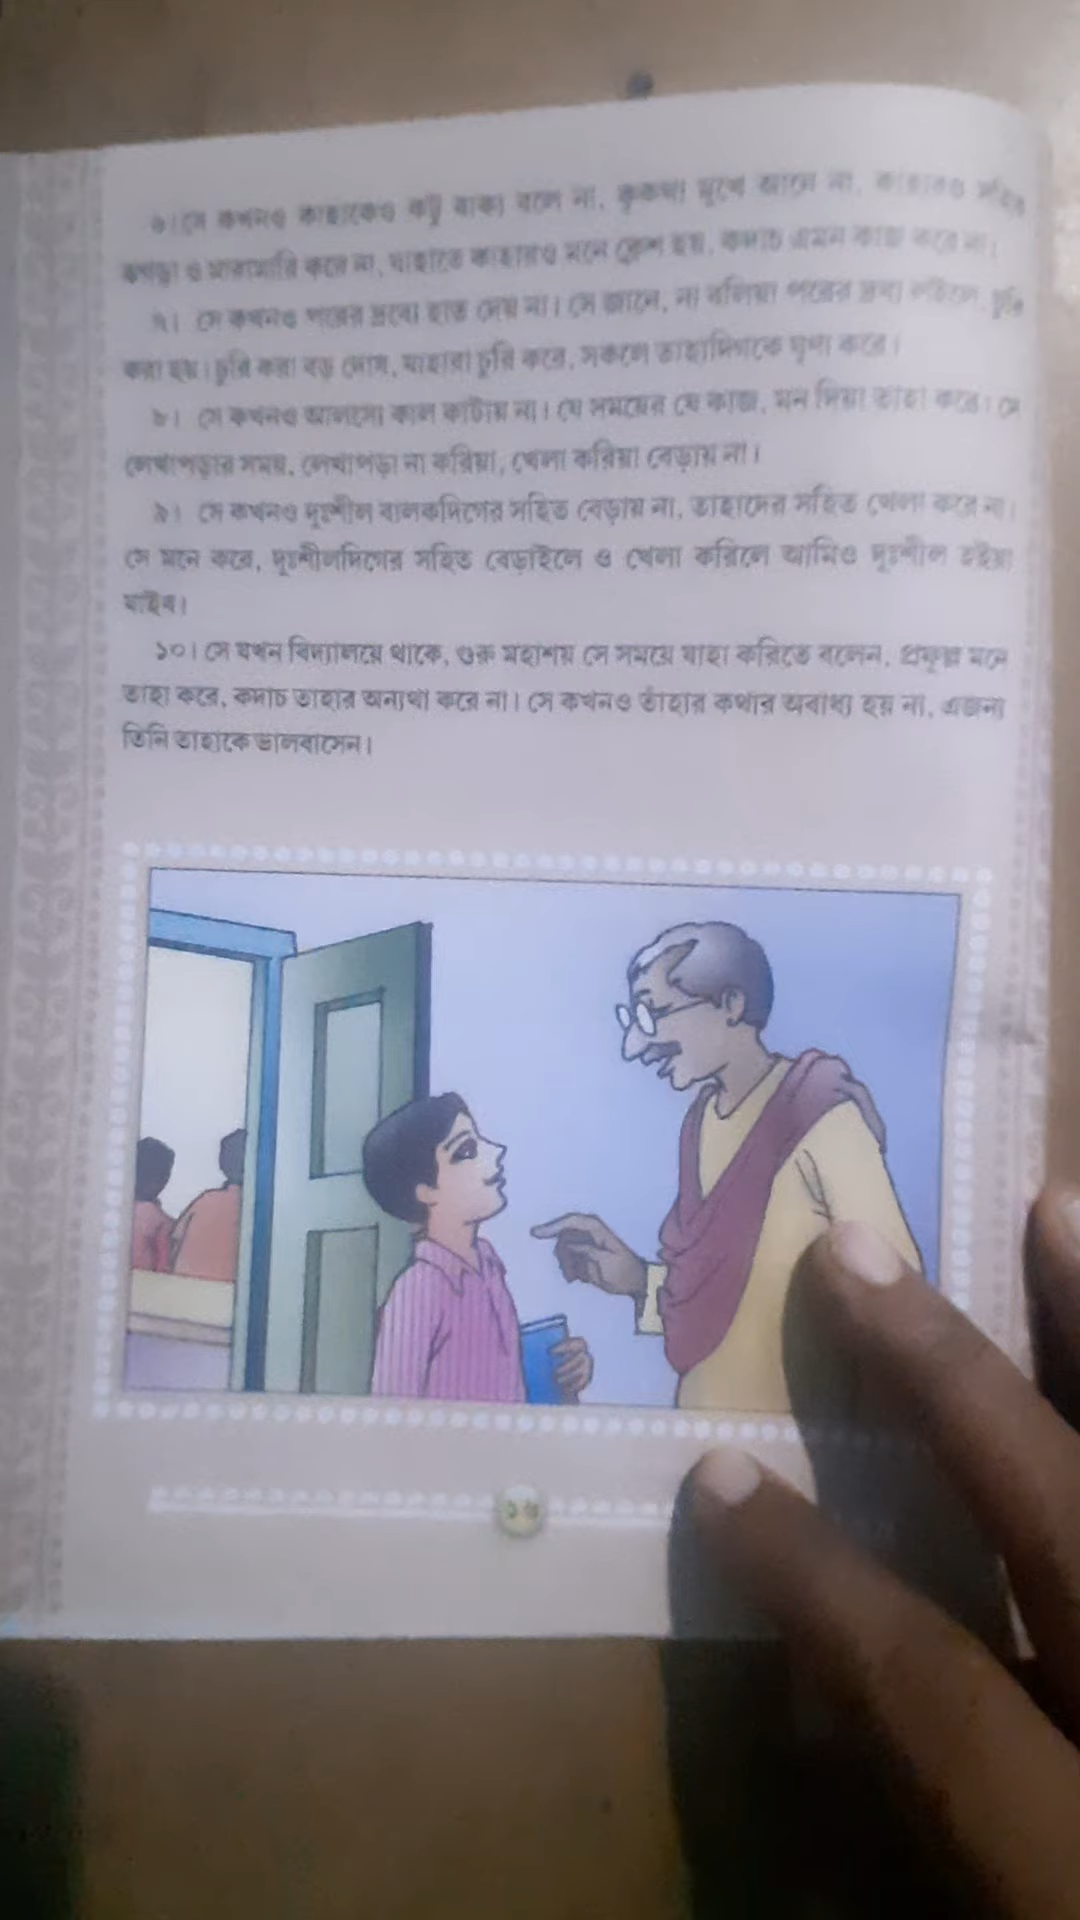 ৬। সে কখনও কাহাকেও কটু বাক্য বলে না, কুকথা মুখে আনে না, কাহারও সহিত
ঝগড়া ও মারামারি করে না, যাহাতে কাহারও মনে ক্লেশ হয়, কদাচ এমন কাজ করে না।
৭। সে কখনও পরের দ্রব্যে হাত দেয় না। সে জানে, না বলিয়া পরের দ্রব্য লইলে, চুরি
করা হয়। চুরি করা বড় দোষ, যাহারা চুরি করে, সকলে তাহাদিগকে ঘৃণা করে।
৮। সে কখনও আলস্যে কাল কাটায় না। যে সময়ের যে কাজ, মন দিয়া তাহা করে। সে
লেখাপড়ার সময়, লেখাপড়া না করিয়া, খেলা করিয়া বেড়ায় না।
৯। সে কখনও দুঃশীল বালকদিগের সহিত বেড়ায় না, তাহাদের সহিত খেলা করে না।
সে মনে করে, দুঃশীলদিগের সহিত বেড়াইলে ও খেলা করিলে আমিও দুঃশীল হইয়া
যাইব।
১০। সে যখন বিদ্যালয়ে থাকে, গুরু মহাশয় সে সময়ে যাহা করিতে বলেন, প্রফুল্ল মনে
তাহা করে, কদাচ তাহার অন্যথা করে না। সে কখনও তাঁহার কথার অবাধ্য হয় না, এজন্য
তিনি তাহাকে ভালবাসেন।